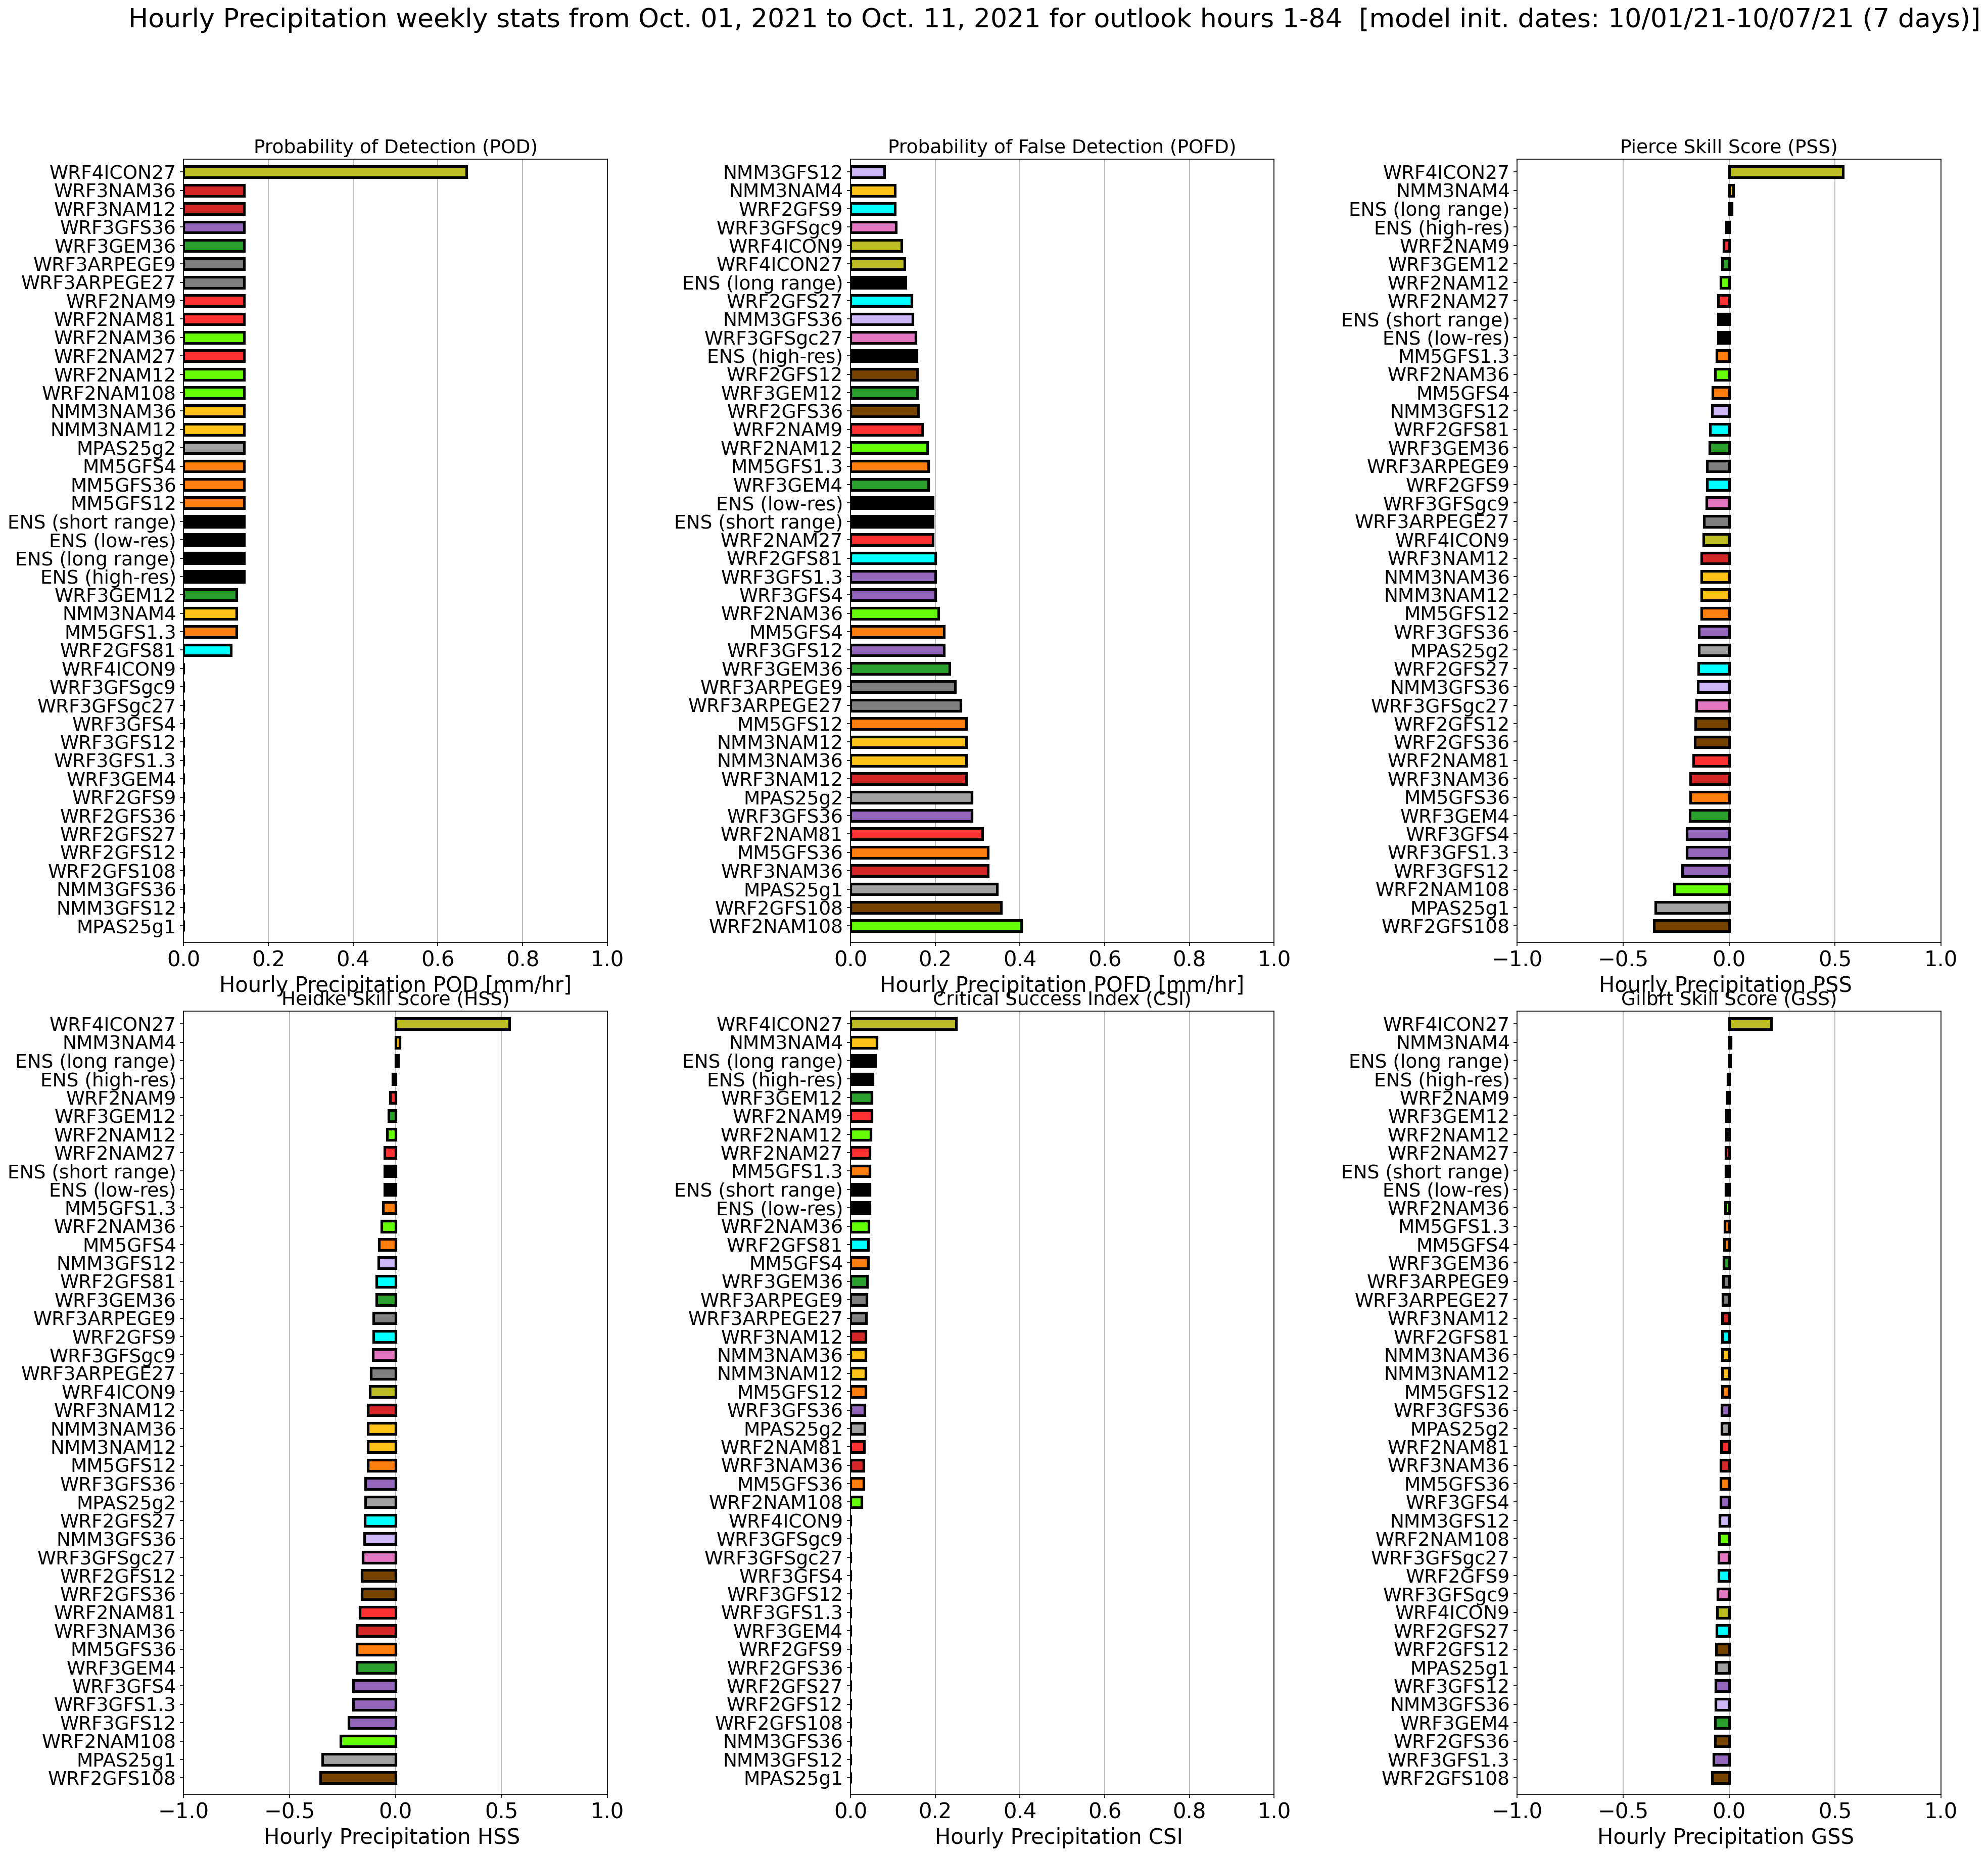 Hourly Precipitation weekly stats from Oct. 01, 2021 to Oct. 11, 2021 for outlook hours 1-84  [model init. dates: 10/01/21-10/07/21 (7 days)]
Probability of Detection (POD)
WRF4ICON27
WRF3NAM36
WRF3NAM12
WRF3GFS36
WRF3GEM36
WRF3ARPEGE9
WRF3ARPEGE27
WRF2NAM9
WRF2NAM81
WRF2NAM36
WRF2NAM27
WRF2NAM12
WRF2NAM108
NMM3NAM36
NMM3NAM12
MPAS25g2
MM5GFS4
MM5GFS36
MM5GFS12
ENS (short range)
ENS (low-res)
ENS (long range)
ENS (high-res)
WRF3GEM12
NMM3NAM4
MM5GFS1.3
WRF2GFS81
WRF4ICON9
WRF3GFSgc9
WRF3GFSgc27
WRF3GFS4
WRF3GFS12
WRF3GFS1.3
WRF3GEM4
WRF2GFS9
WRF2GFS36
WRF2GFS27
WRF2GFS12
WRF2GFS108
NMM3GFS36
NMM3GFS12
MPAS25g1
0.0 0.2 0.4 0.6 0.8 1.0
Hourly Precipitation POD [mm/hr]
Probability of False Detection (POFD)
NMM3GFS12
NMM3NAM4
WRF2GFS9
WRF3GFSgc9
WRF4ICON9
WRF4ICON27
ENS (long range)
WRF2GFS27
NMM3GFS36
WRF3GFSgc27
ENS (high-res)
WRF2GFS12
WRF3GEM12
WRF2GFS36
WRF2NAM9
WRF2NAM12
MM5GFS1.3
WRF3GEM4
ENS (low-res)
ENS (short range)
WRF2NAM27
WRF2GFS81
WRF3GFS1.3
WRF3GFS4
WRF2NAM36
MM5GFS4
WRF3GFS12
WRF3GEM36
WRF3ARPEGE9
WRF3ARPEGE27
MM5GFS12
NMM3NAM12
NMM3NAM36
WRF3NAM12
MPAS25g2
WRF3GFS36
WRF2NAM81
MM5GFS36
WRF3NAM36
MPAS25g1
WRF2GFS108
WRF2NAM108
0.0 0.2 0.4 0.6 0.8 1.0
Hourly Precipitation POFD [mm/hr]
Pierce Skill Score (PSS)
WRF4ICON27
NMM3NAM4
ENS (long range)
ENS (high-res)
WRF2NAM9
WRF3GEM12
WRF2NAM12
WRF2NAM27
ENS (short range)
ENS (low-res)
MM5GFS1.3
WRF2NAM36
MM5GFS4
NMM3GFS12
WRF2GFS81
WRF3GEM36
WRF3ARPEGE9
WRF2GFS9
WRF3GFSgc9
WRF3ARPEGE27
WRF4ICON9
WRF3NAM12
NMM3NAM36
NMM3NAM12
MM5GFS12
WRF3GFS36
MPAS25g2
WRF2GFS27
NMM3GFS36
WRF3GFSgc27
WRF2GFS12
WRF2GFS36
WRF2NAM81
WRF3NAM36
MM5GFS36
WRF3GEM4
WRF3GFS4
WRF3GFS1.3
WRF3GFS12
WRF2NAM108
MPAS25g1
WRF2GFS108
−1.0 −0.5 0.0 0.5 1.0
Hourly Precipitation PSS
Heidke Skill Score (HSS)
WRF4ICON27
NMM3NAM4
ENS (long range)
ENS (high-res)
WRF2NAM9
WRF3GEM12
WRF2NAM12
WRF2NAM27
ENS (short range)
ENS (low-res)
MM5GFS1.3
WRF2NAM36
MM5GFS4
NMM3GFS12
WRF2GFS81
WRF3GEM36
WRF3ARPEGE9
WRF2GFS9
WRF3GFSgc9
WRF3ARPEGE27
WRF4ICON9
WRF3NAM12
NMM3NAM36
NMM3NAM12
MM5GFS12
WRF3GFS36
MPAS25g2
WRF2GFS27
NMM3GFS36
WRF3GFSgc27
WRF2GFS12
WRF2GFS36
WRF2NAM81
WRF3NAM36
MM5GFS36
WRF3GEM4
WRF3GFS4
WRF3GFS1.3
WRF3GFS12
WRF2NAM108
MPAS25g1
WRF2GFS108
−1.0 −0.5 0.0 0.5 1.0
Hourly Precipitation HSS
Critical Success Index (CSI)
WRF4ICON27
NMM3NAM4
ENS (long range)
ENS (high-res)
WRF3GEM12
WRF2NAM9
WRF2NAM12
WRF2NAM27
MM5GFS1.3
ENS (short range)
ENS (low-res)
WRF2NAM36
WRF2GFS81
MM5GFS4
WRF3GEM36
WRF3ARPEGE9
WRF3ARPEGE27
WRF3NAM12
NMM3NAM36
NMM3NAM12
MM5GFS12
WRF3GFS36
MPAS25g2
WRF2NAM81
WRF3NAM36
MM5GFS36
WRF2NAM108
WRF4ICON9
WRF3GFSgc9
WRF3GFSgc27
WRF3GFS4
WRF3GFS12
WRF3GFS1.3
WRF3GEM4
WRF2GFS9
WRF2GFS36
WRF2GFS27
WRF2GFS12
WRF2GFS108
NMM3GFS36
NMM3GFS12
MPAS25g1
0.0 0.2 0.4 0.6 0.8 1.0
Hourly Precipitation CSI
Gilbrt Skill Score (GSS)
WRF4ICON27
NMM3NAM4
ENS (long range)
ENS (high-res)
WRF2NAM9
WRF3GEM12
WRF2NAM12
WRF2NAM27
ENS (short range)
ENS (low-res)
WRF2NAM36
MM5GFS1.3
MM5GFS4
WRF3GEM36
WRF3ARPEGE9
WRF3ARPEGE27
WRF3NAM12
WRF2GFS81
NMM3NAM36
NMM3NAM12
MM5GFS12
WRF3GFS36
MPAS25g2
WRF2NAM81
WRF3NAM36
MM5GFS36
WRF3GFS4
NMM3GFS12
WRF2NAM108
WRF3GFSgc27
WRF2GFS9
WRF3GFSgc9
WRF4ICON9
WRF2GFS27
WRF2GFS12
MPAS25g1
WRF3GFS12
NMM3GFS36
WRF3GEM4
WRF2GFS36
WRF3GFS1.3
WRF2GFS108
−1.0 −0.5 0.0 0.5 1.0
Hourly Precipitation GSS